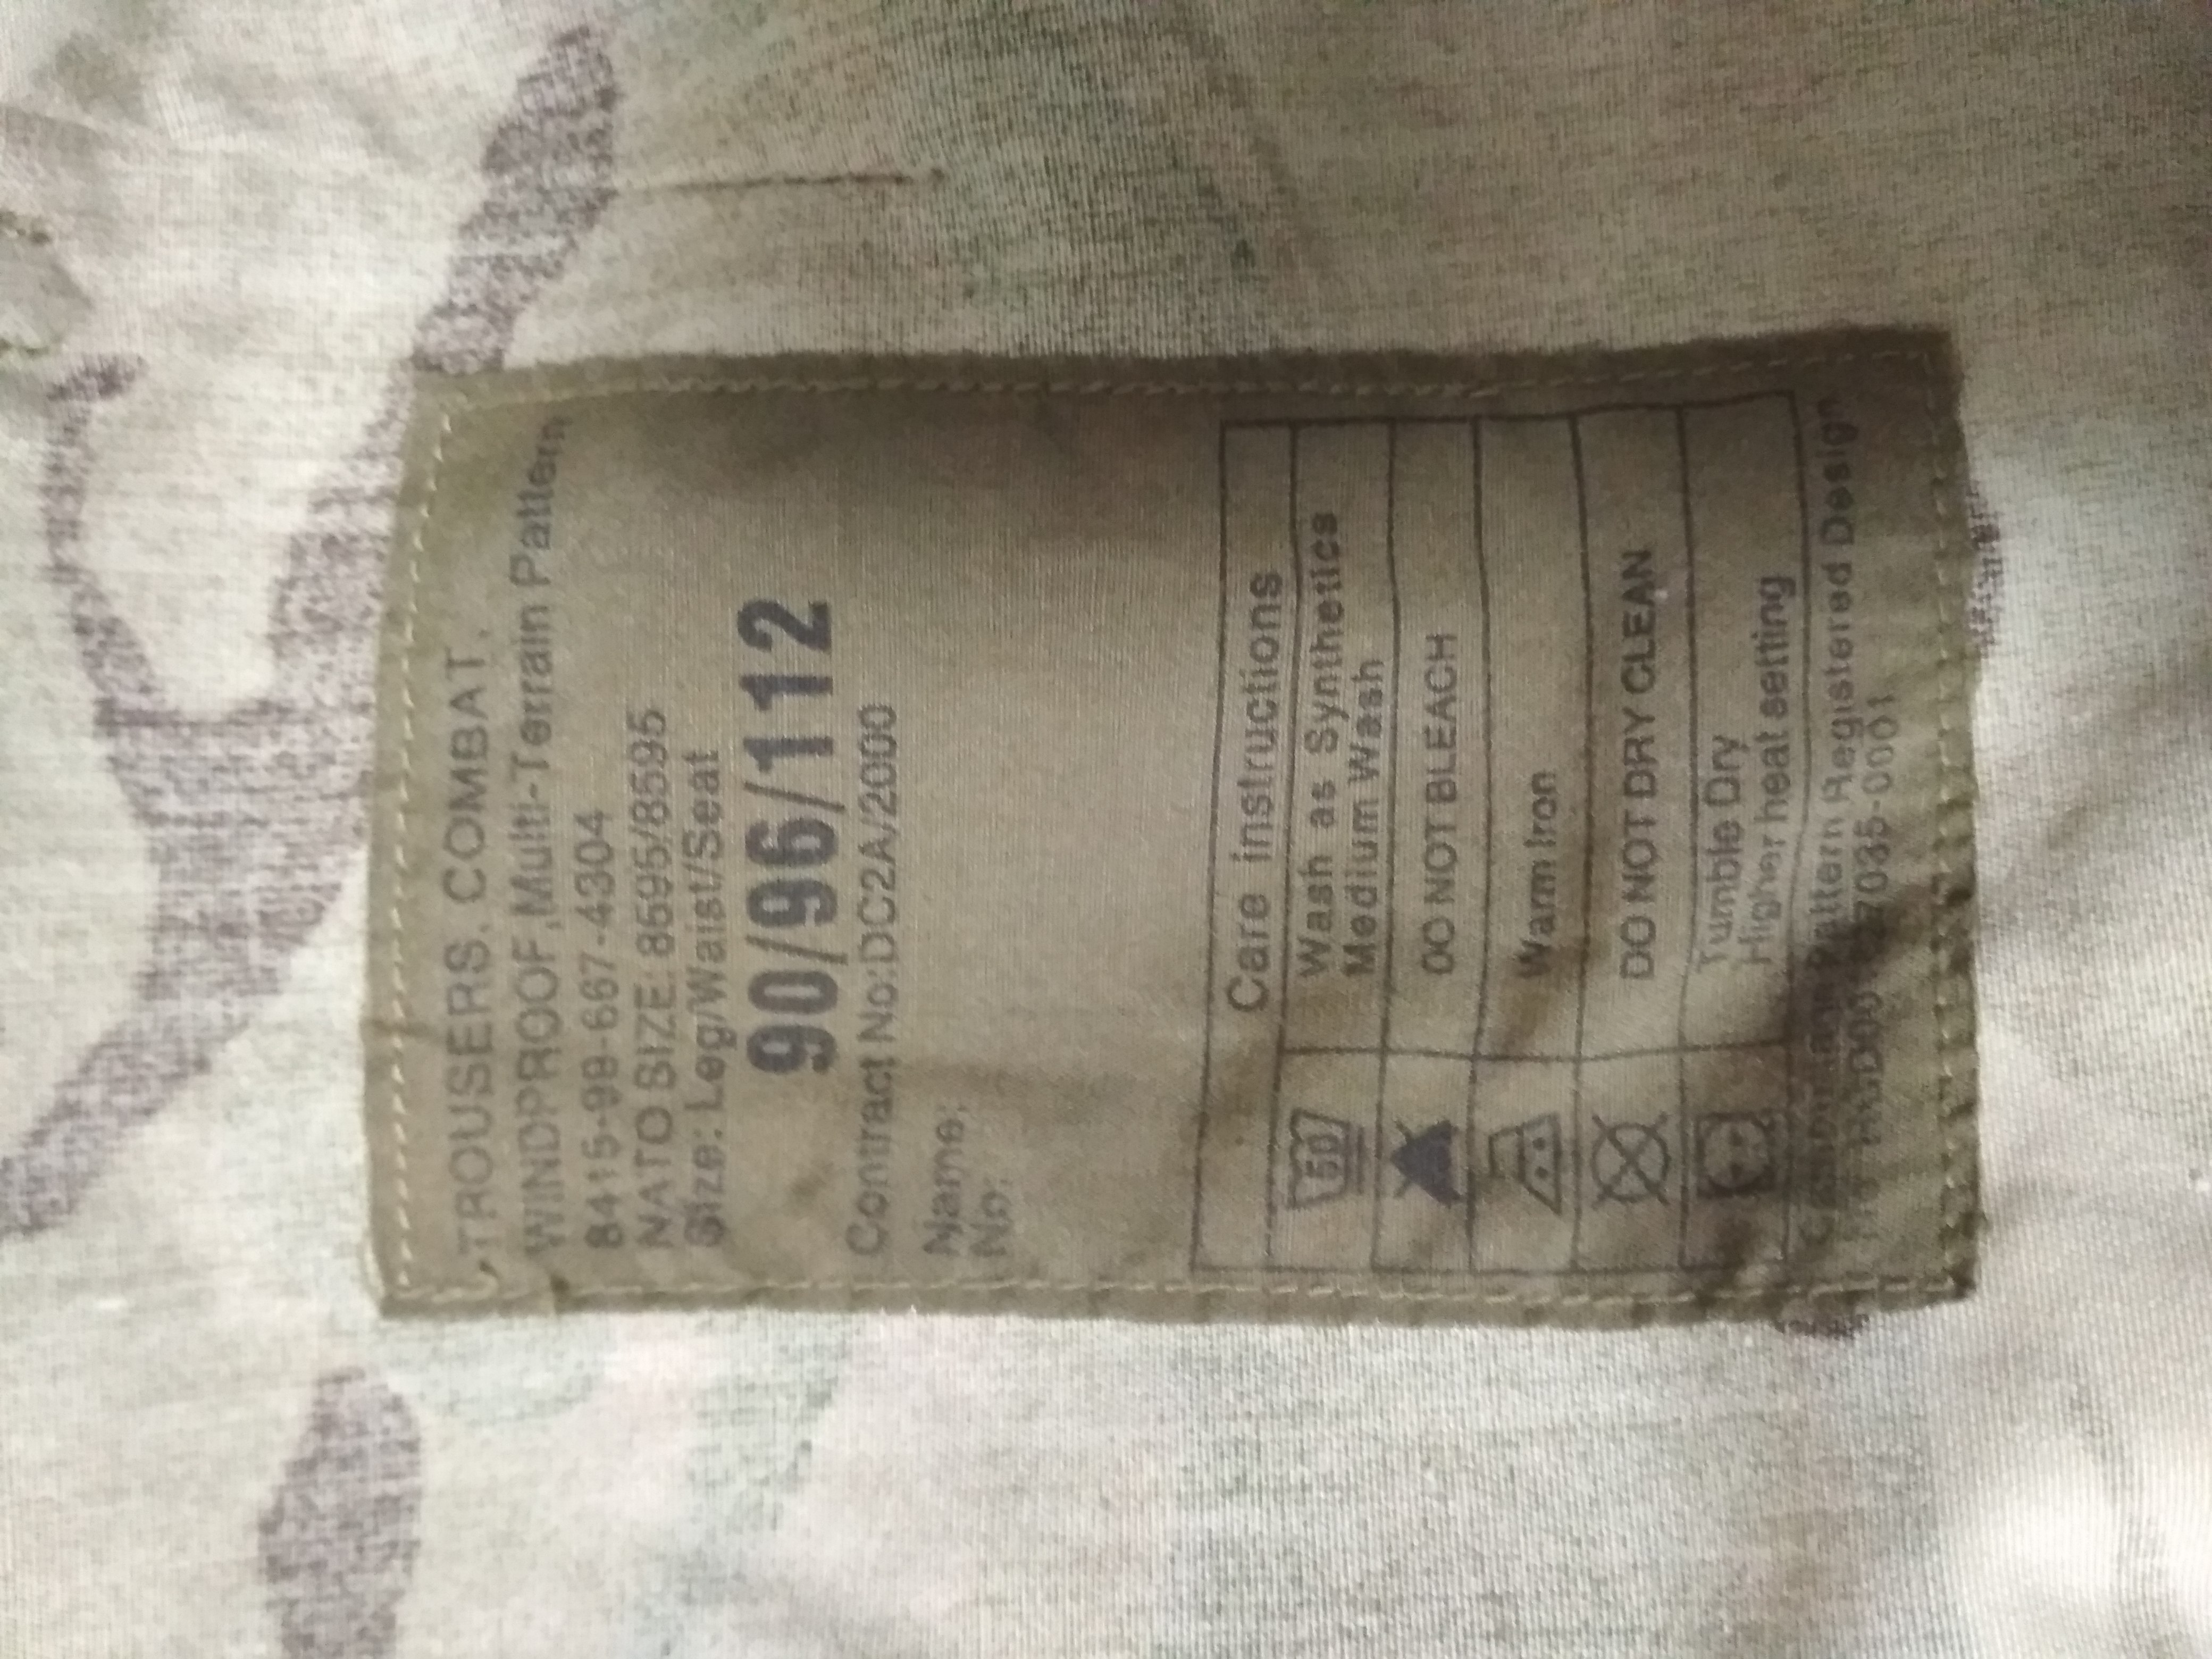 TROUSERS. COMBAT.
WINDPROOF,Multi-Terrain Pattern
8415-99-667-4304
NATO SIZE: 8595/8595
Size: Leg/Waist/Seat
90/96/112
Contract No:DC2A/2000
Name:
No:
Care instructions
50
Wash as Synthetics
Medium Wash
DO NOT BLEACH
Warm Iron
DO NOT DRY CLEAN
Tumble Dry
Higher heat setting
Pattern Registered Design
7035-0001